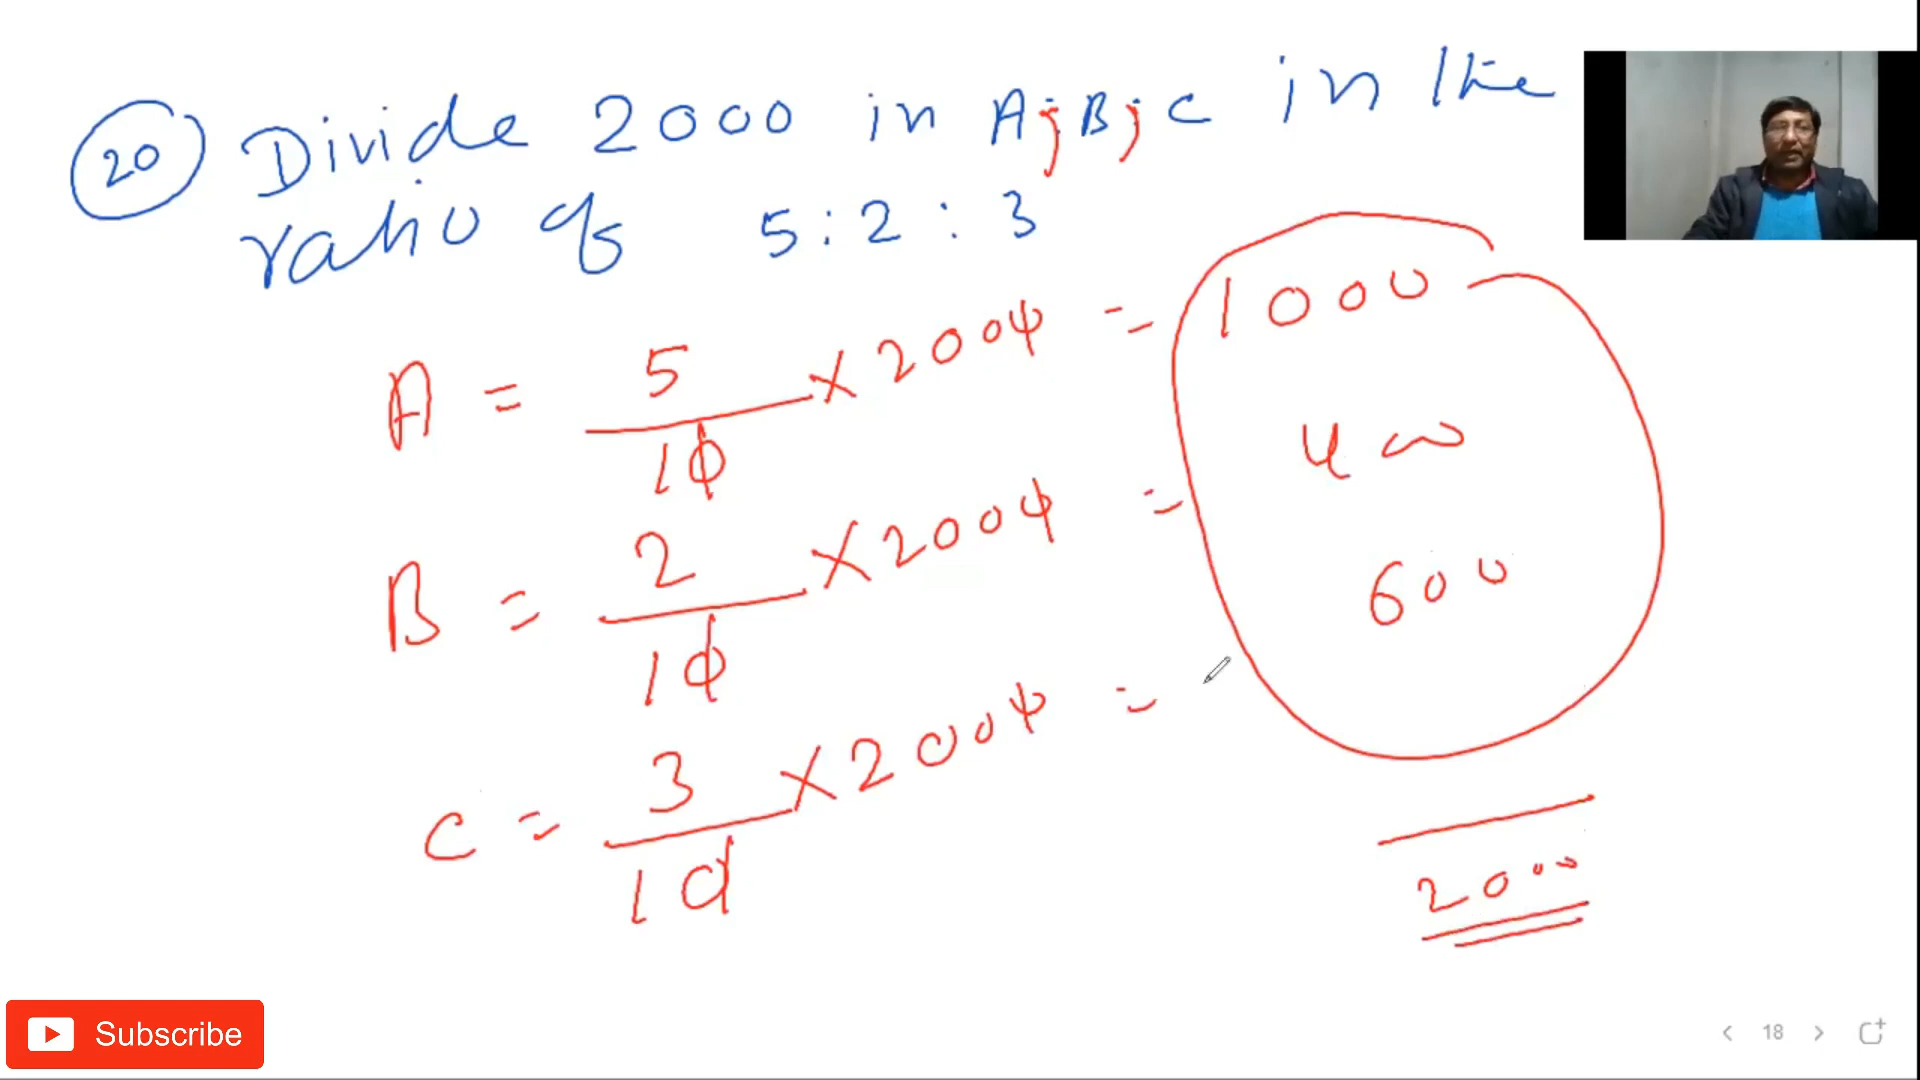 20 Divide 2000 in A; B; C in the
ratio of 5 : 2 : 3
A = 5/10 × 2000 = 1000
B = 2/10 × 2000 = 400
C = 3/10 × 2000 = 600
2000
Subscribe
18